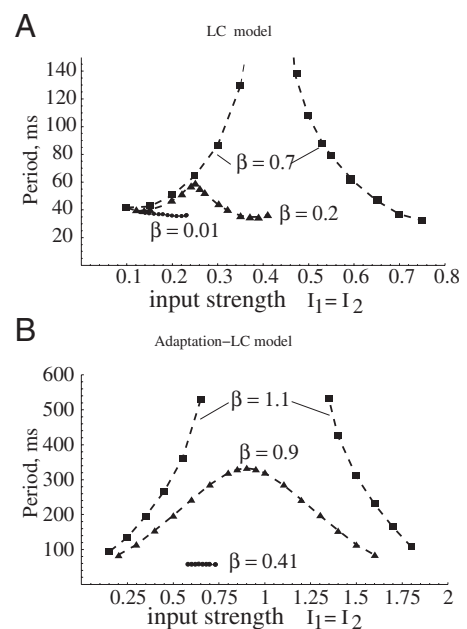 A
LC model
Period, ms
140
120
100
80
60
40
20
β = 0.7
β = 0.2
β = 0.01
0.1 0.2 0.3 0.4 0.5 0.6 0.7 0.8
input strength I₁= I₂
B
Adaptation–LC model
Period, ms
600
500
400
300
200
100
β = 1.1
β = 0.9
β = 0.41
0.25 0.5 0.75 1 1.25 1.5 1.75 2
input strength I₁= I₂